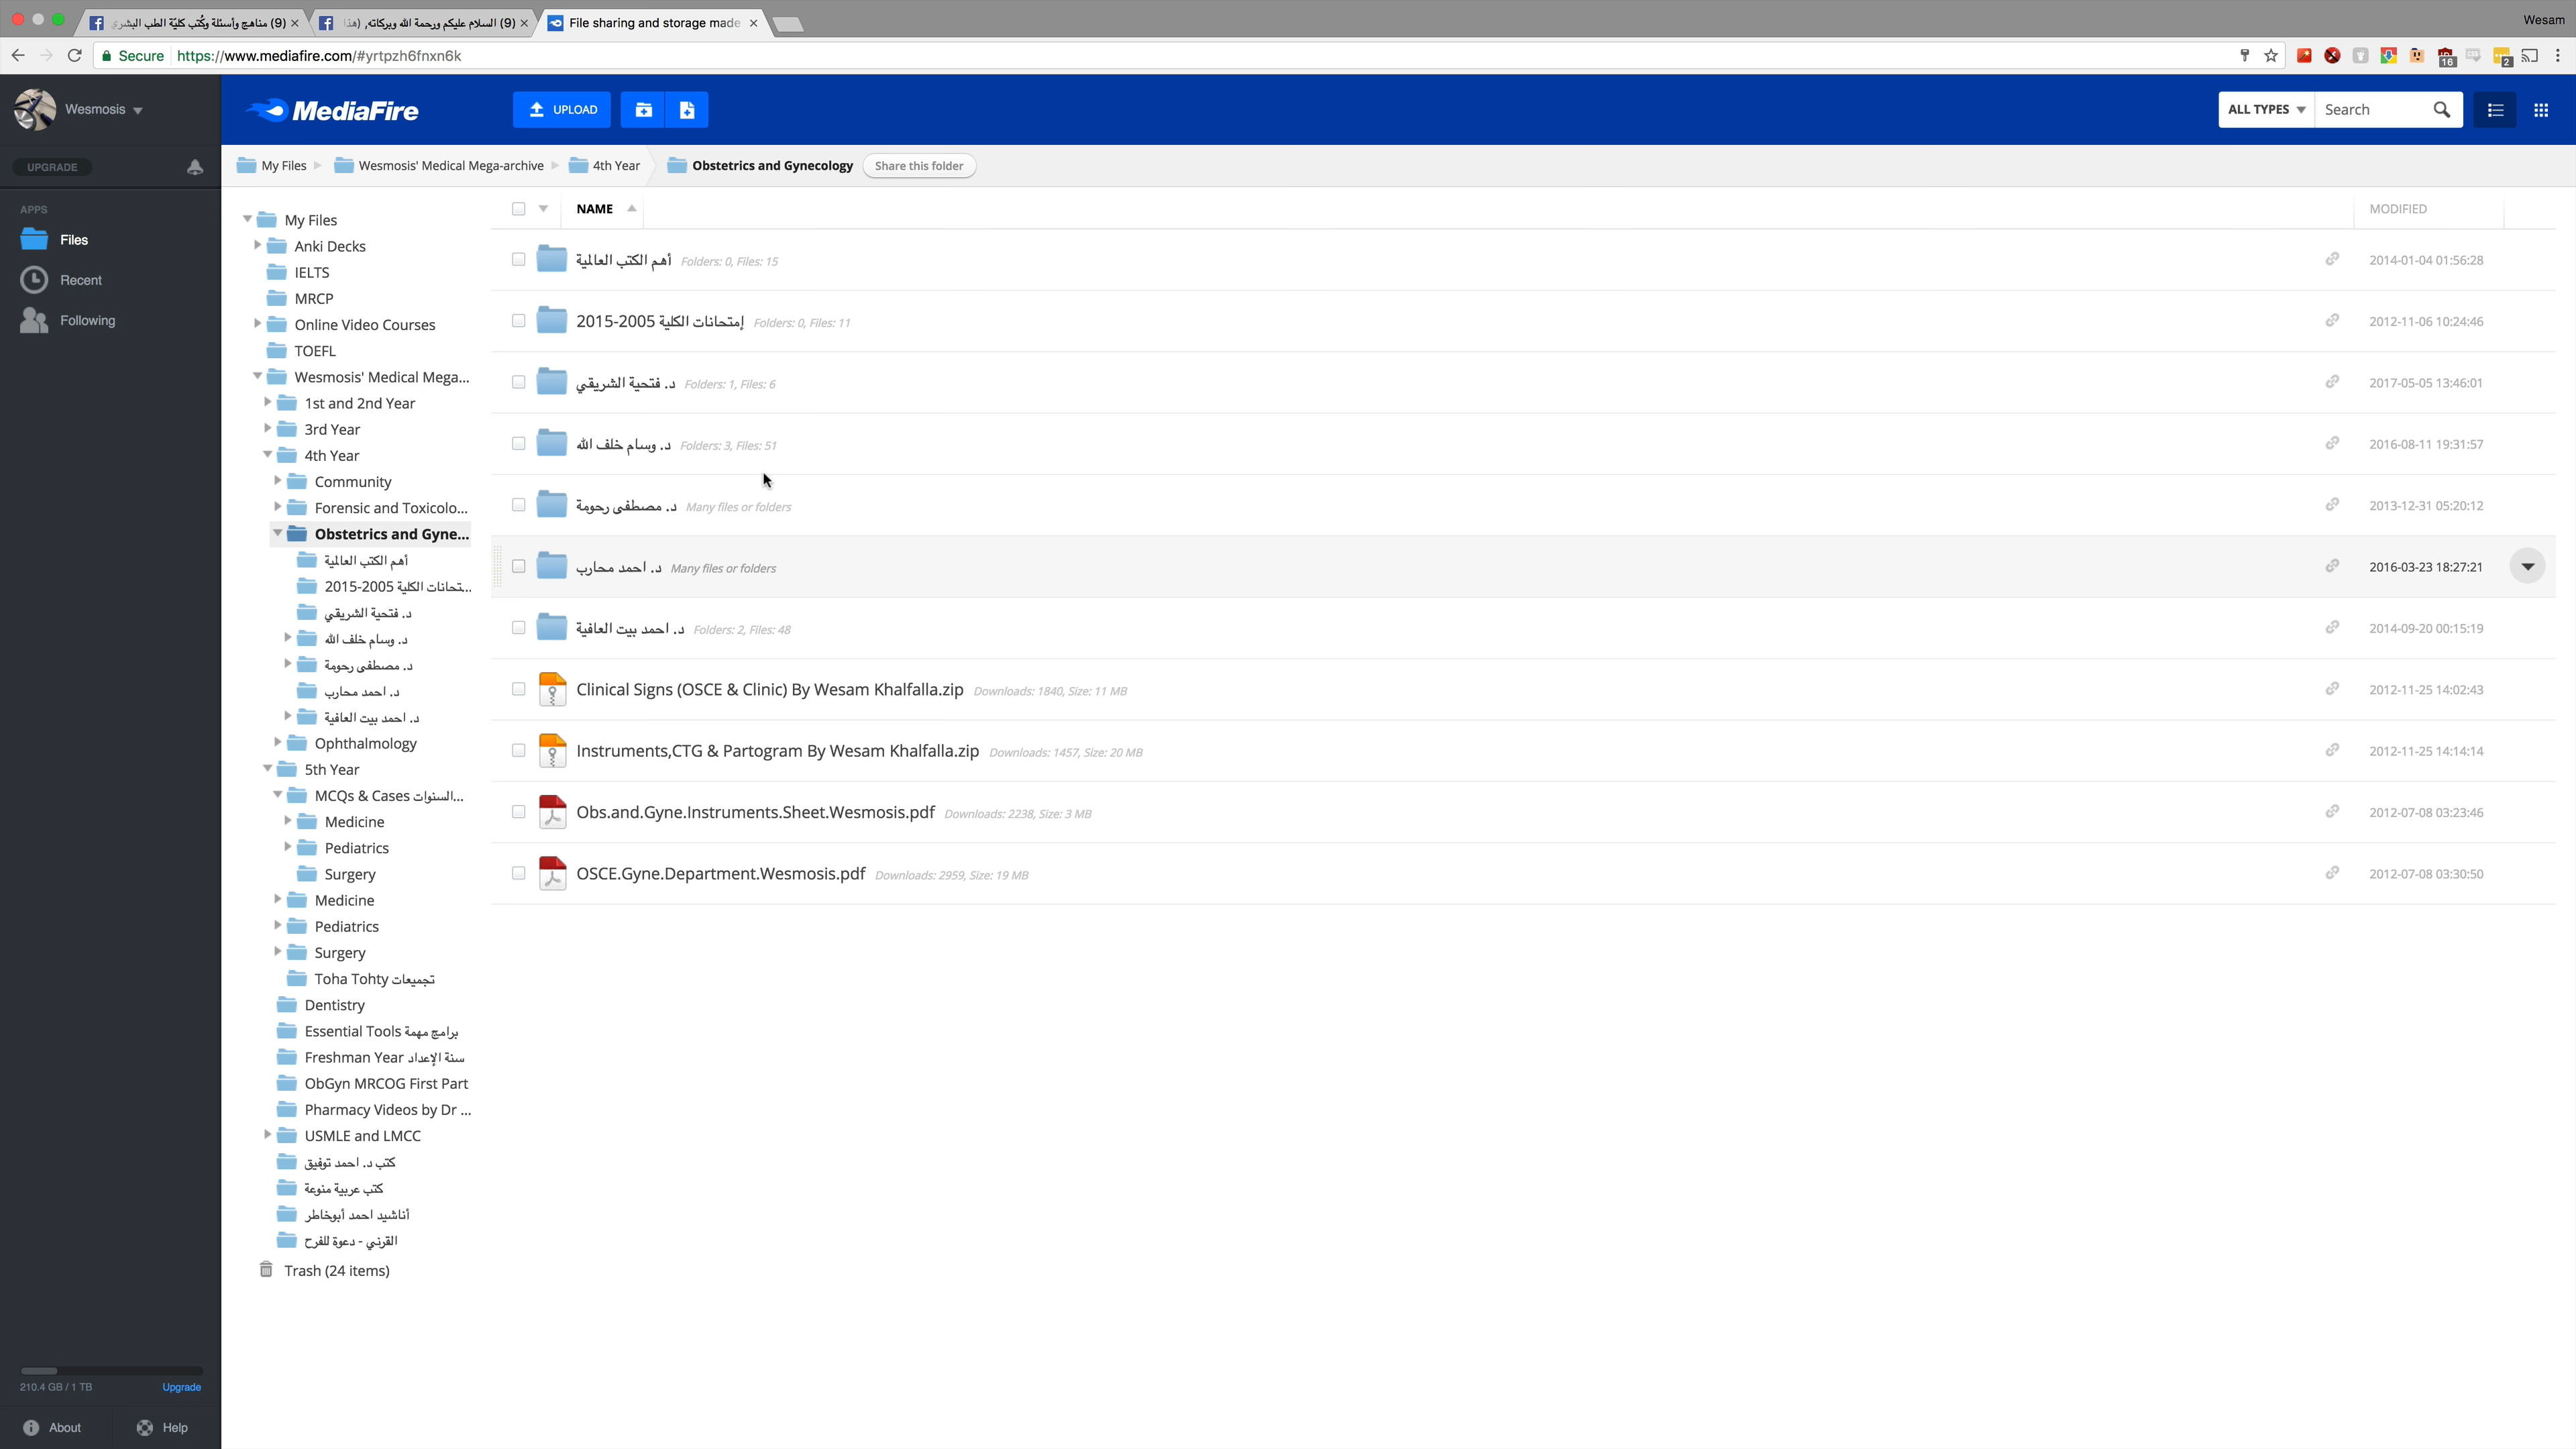 (9) مناهج وأسئلة وكُتب كليّة الطب البشري
(9) السلام عليكم ورحمة الله وبركاته, (هذا
File sharing and storage made
Wesam
Secure https://www.mediafire.com/#yrtpzh6fnxn6k
16
2
Wesmosis
MediaFire
UPLOAD
ALL TYPES
Search
UPGRADE
My Files
Wesmosis' Medical Mega-archive
4th Year
Obstetrics and Gynecology
Share this folder
APPS
Files
Recent
Following
My Files
Anki Decks
IELTS
MRCP
Online Video Courses
TOEFL
Wesmosis' Medical Mega...
1st and 2nd Year
3rd Year
4th Year
Community
Forensic and Toxicolo...
Obstetrics and Gyne...
أهم الكتب العالمية
...تحانات الكلية 2005-2015
د. فتحية الشريقي
د. وسام خلف الله
د. مصطفى رحومة
د. احمد محارب
د. احمد بيت العافية
Ophthalmology
5th Year
MCQs & Cases السنوات...
Medicine
Pediatrics
Surgery
Medicine
Pediatrics
Surgery
Toha Tohty تجميعات
Dentistry
Essential Tools برامج مهمة
Freshman Year سنة الإعداد
ObGyn MRCOG First Part
Pharmacy Videos by Dr ...
USMLE and LMCC
كتب د. احمد توفيق
كتب عربية منوعة
أناشيد احمد أبوخاطر
القرني - دعوة للفرح
Trash (24 items)
NAME
MODIFIED
أهم الكتب العالمية Folders: 0, Files: 15 2014-01-04 01:56:28
إمتحانات الكلية 2005-2015 Folders: 0, Files: 11 2012-11-06 10:24:46
د. فتحية الشريقي Folders: 1, Files: 6 2017-05-05 13:46:01
د. وسام خلف الله Folders: 3, Files: 51 2016-08-11 19:31:57
د. مصطفى رحومة Many files or folders 2013-12-31 05:20:12
د. احمد محارب Many files or folders 2016-03-23 18:27:21
د. احمد بيت العافية Folders: 2, Files: 48 2014-09-20 00:15:19
Clinical Signs (OSCE & Clinic) By Wesam Khalfalla.zip Downloads: 1840, Size: 11 MB 2012-11-25 14:02:43
Instruments,CTG & Partogram By Wesam Khalfalla.zip Downloads: 1457, Size: 20 MB 2012-11-25 14:14:14
Obs.and.Gyne.Instruments.Sheet.Wesmosis.pdf Downloads: 2238, Size: 3 MB 2012-07-08 03:23:46
OSCE.Gyne.Department.Wesmosis.pdf Downloads: 2959, Size: 19 MB 2012-07-08 03:30:50
210.4 GB / 1 TB
Upgrade
About
Help